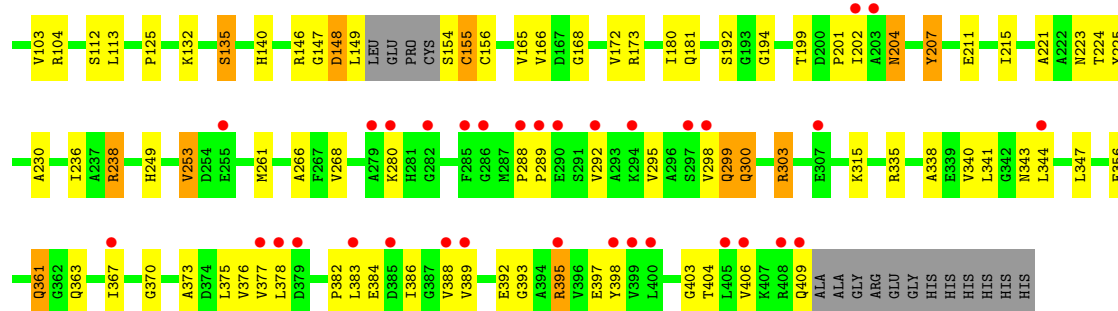 V103 R104 S112 L113 P125 K132 S135 H140 R146 G147 D148 L149 LEU GLU PRO CYS S154 C155 C156 V165 V166 D167 G168 V172 R173 I180 Q181 S192 G193 G194 T199 D200 P201 I202 A203 N204 Y207 E211 I215 A221 A222 N223 T224
A230 I236 A237 R238 H249 V253 D254 E255 M261 A266 F267 V268 A279 K280 H281 G282 F285 G286 M287 P288 P289 E290 S291 V292 A293 K294 V295 A296 S297 V298 Q299 Q300 R303 E307 K315 R335 A338 E339 V340 L341 G342 N343 L344 L347
Q361 G362 Q363 I367 G370 A373 D374 L375 V376 V377 L378 D379 P382 L383 E384 D385 I386 G387 V388 V389 E392 G393 A394 R395 V396 E397 Y398 V399 L400 G403 T404 L405 V406 K407 R408 Q409 ALA ALA GLY ARG GLU GLY HIS HIS HIS HIS HIS HIS